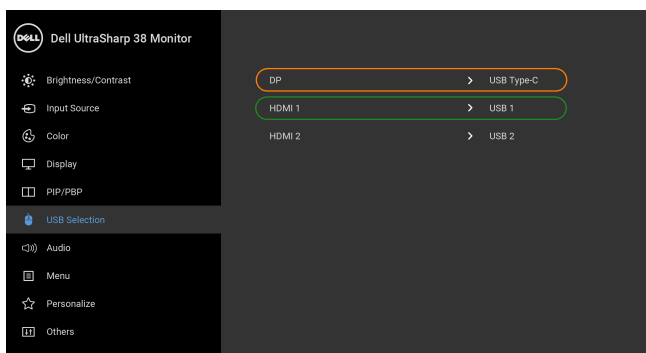 DELL Dell UltraSharp 38 Monitor
Brightness/Contrast
Input Source
Color
Display
PIP/PBP
USB Selection
Audio
Menu
Personalize
Others
DP > USB Type-C
HDMI 1 > USB 1
HDMI 2 > USB 2